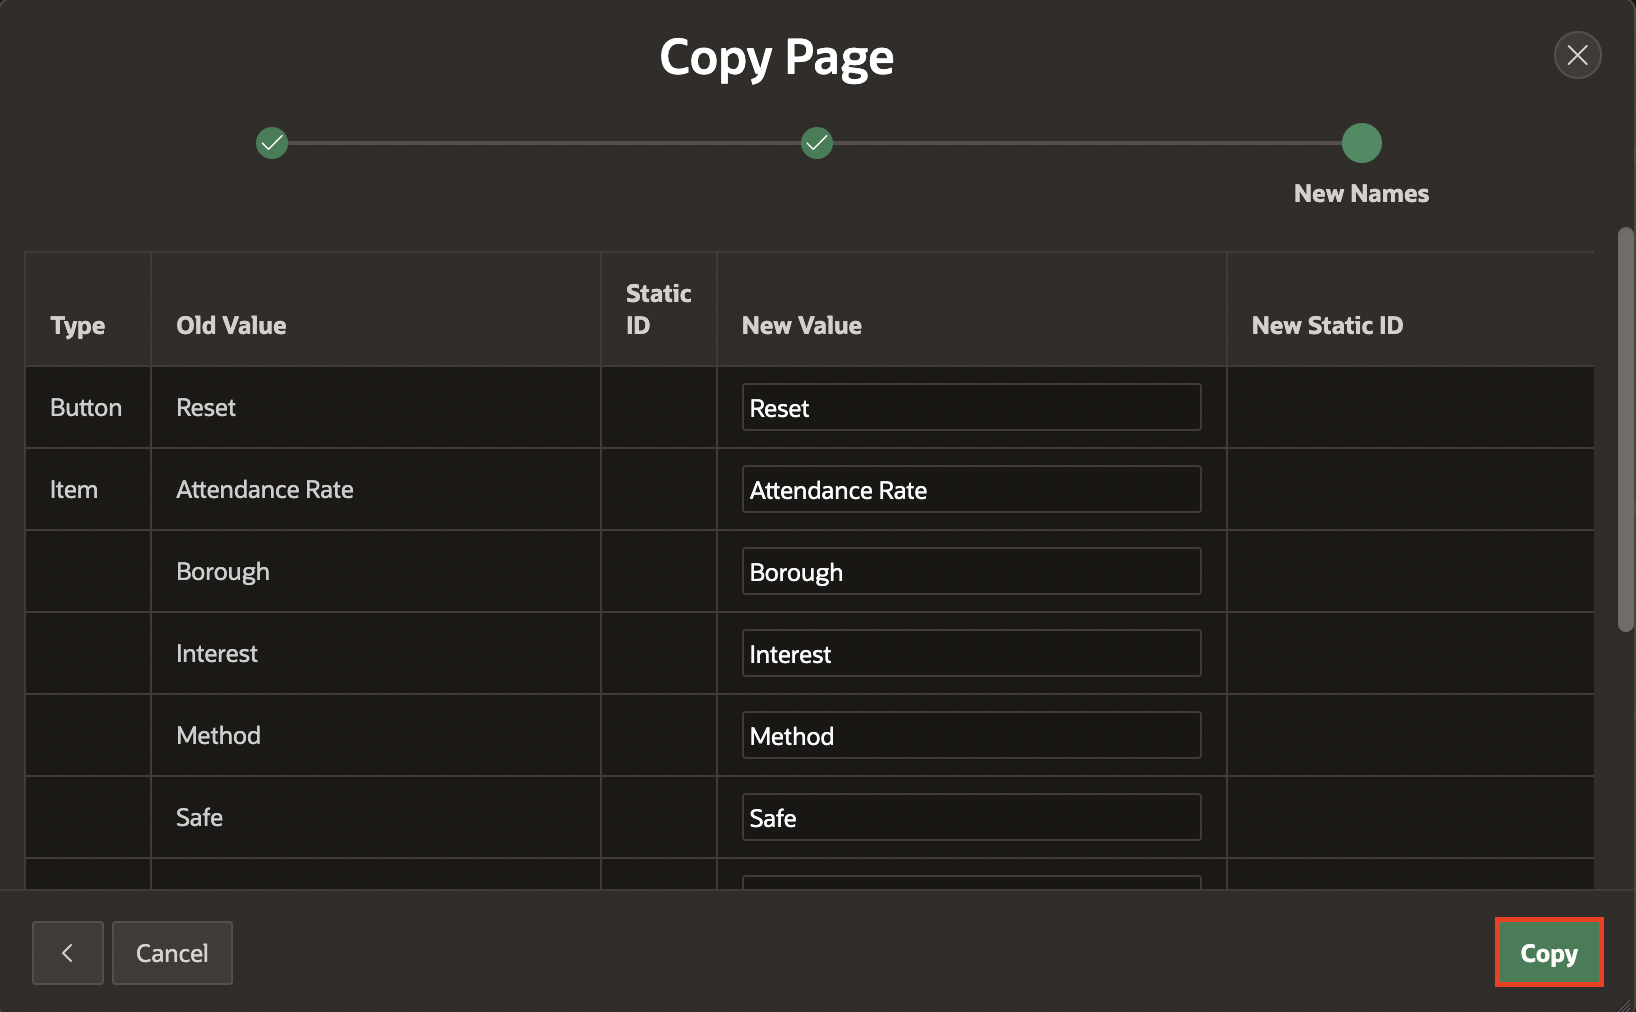 Copy Page
New Names
Type
Old Value
Static
ID
New Value
New Static ID
Button
Reset
Reset
Item
Attendance Rate
Attendance Rate
Borough
Borough
Interest
Interest
Method
Method
Safe
Safe
Cancel
Copy